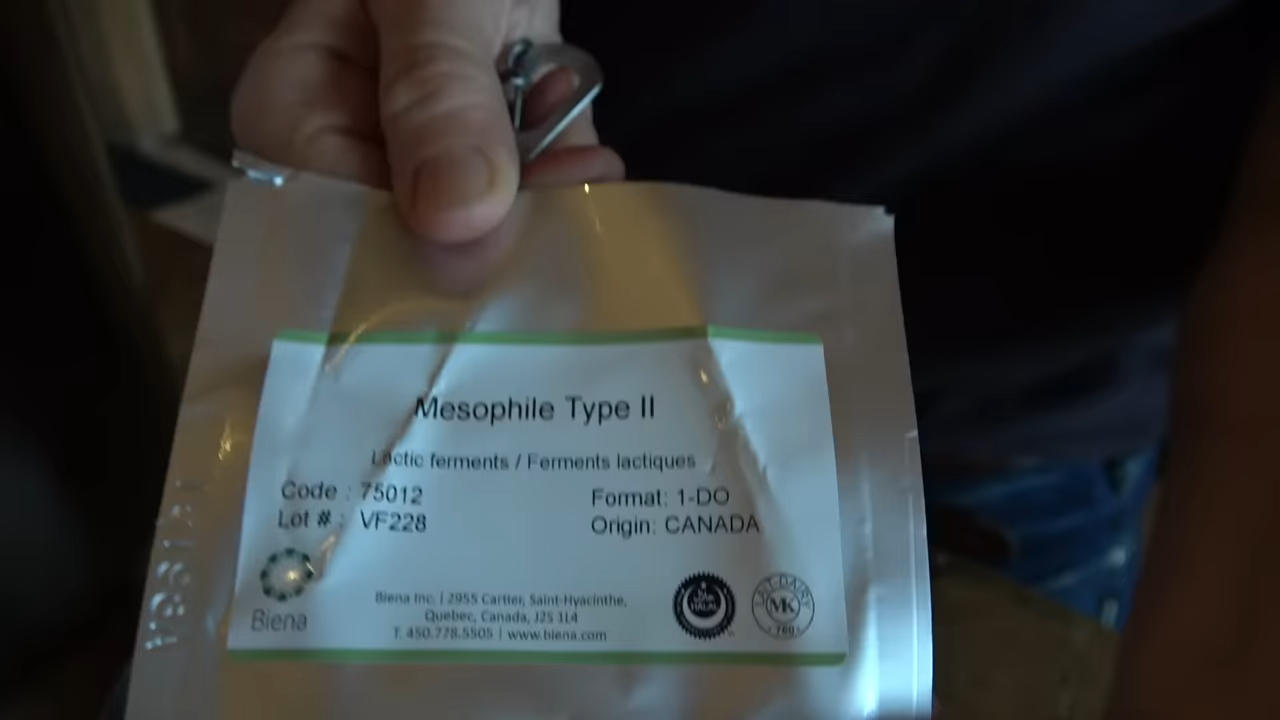 Mesophile Type II
Lactic ferments / Ferments lactiques
Code : 75012
Lot # : VF228
Format: 1-DO
Origin: CANADA
Biena
Biena Inc. | 2955 Cartier, Saint-Hyacinthe,
Quebec, Canada, J2S 1L4
T. 450.778.5505 | www.biena.com
HALAL
LAIT-DAIRY
MK